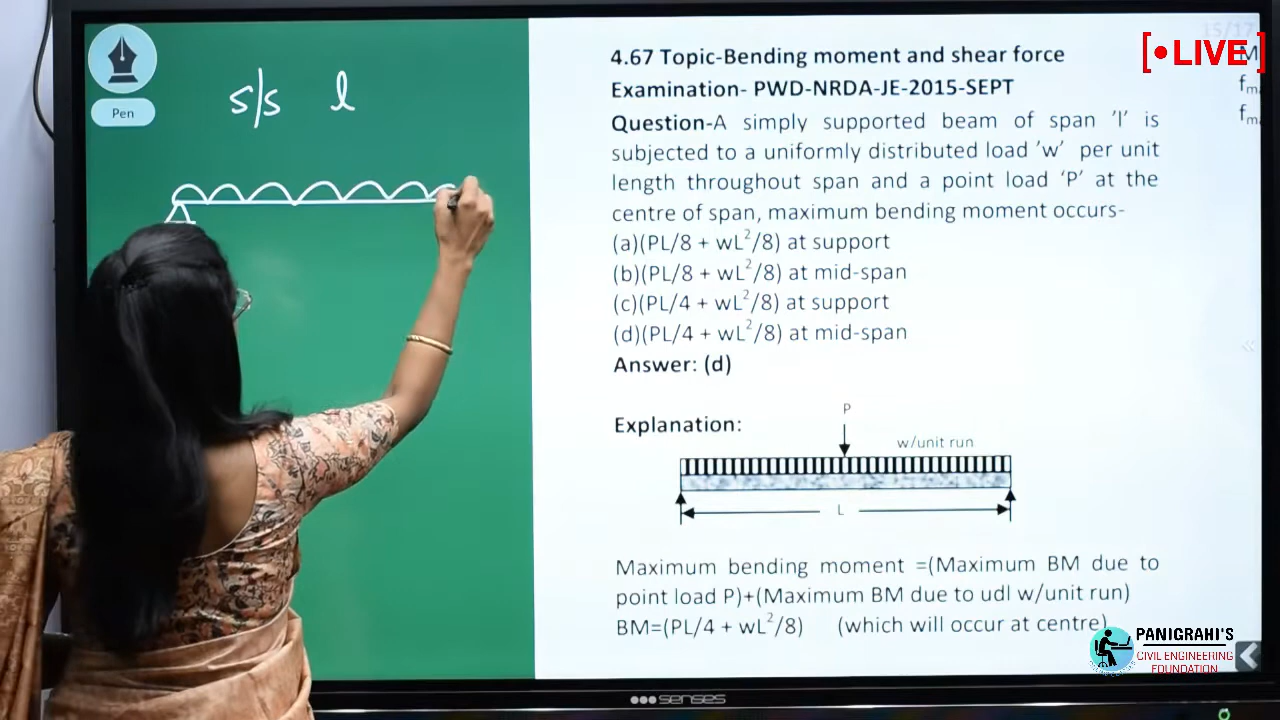 Pen
s/s l
15/17
[•LIVE]
4.67 Topic-Bending moment and shear force
Examination- PWD-NRDA-JE-2015-SEPT
Question-A simply supported beam of span 'l' is
subjected to a uniformly distributed load 'w' per unit
length throughout span and a point load 'P' at the
centre of span, maximum bending moment occurs-
(a)(PL/8 + wL²/8) at support
(b)(PL/8 + wL²/8) at mid-span
(c)(PL/4 + wL²/8) at support
(d)(PL/4 + wL²/8) at mid-span
Answer: (d)
Explanation:
P
w/unit run
L
Maximum bending moment =(Maximum BM due to
point load P)+(Maximum BM due to udl w/unit run)
BM=(PL/4 + wL²/8) (which will occur at centre)
PANIGRAHI'S
CIVIL ENGINEERING
FOUNDATION
senses